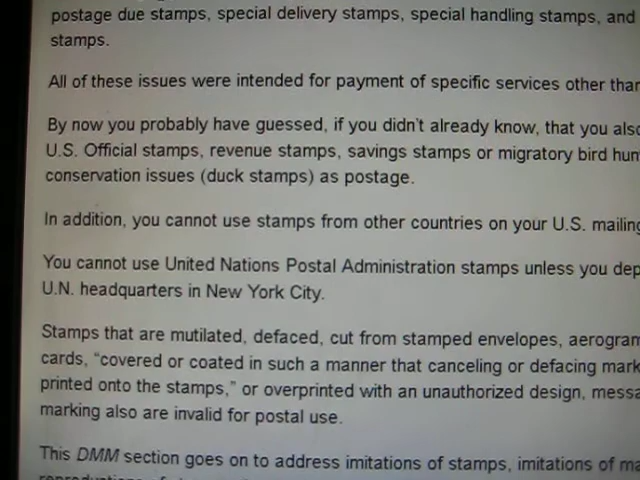 postage due stamps, special delivery stamps, special handling stamps, and
stamps.
All of these issues were intended for payment of specific services other than
By now you probably have guessed, if you didn't already know, that you also
U.S. Official stamps, revenue stamps, savings stamps or migratory bird hun
conservation issues (duck stamps) as postage.
In addition, you cannot use stamps from other countries on your U.S. mailing
You cannot use United Nations Postal Administration stamps unless you dep
U.N. headquarters in New York City.
Stamps that are mutilated, defaced, cut from stamped envelopes, aerogram
cards, “covered or coated in such a manner that canceling or defacing mark
printed onto the stamps,” or overprinted with an unauthorized design, messa
marking also are invalid for postal use.
This DMM section goes on to address imitations of stamps, imitations of ma